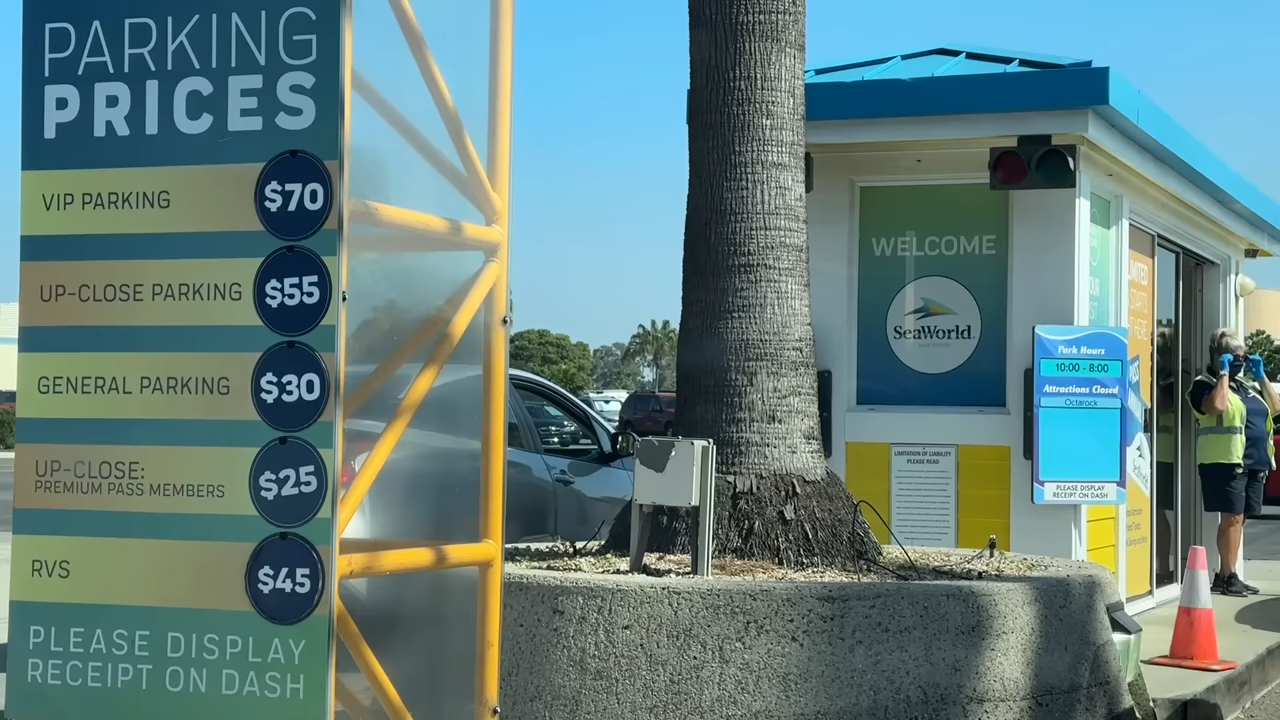 PARKING
PRICES
VIP PARKING $70
UP-CLOSE PARKING $55
GENERAL PARKING $30
UP-CLOSE:
PREMIUM PASS MEMBERS $25
RVS $45
PLEASE DISPLAY
RECEIPT ON DASH
WELCOME
SeaWorld
LIMITATION OF LIABILITY
PLEASE READ
Park Hours
10:00 - 8:00
Attractions Closed
Octarock
PLEASE DISPLAY
RECEIPT ON DASH